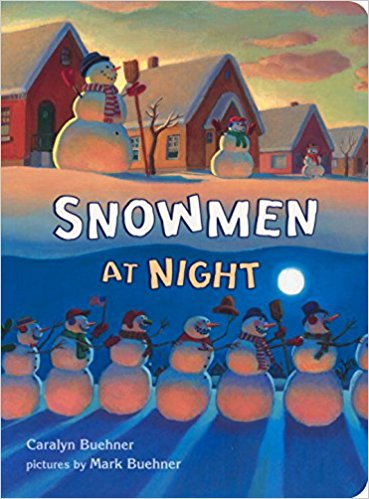 SNOWMEN
AT NIGHT
Caralyn Buehner
pictures by Mark Buehner